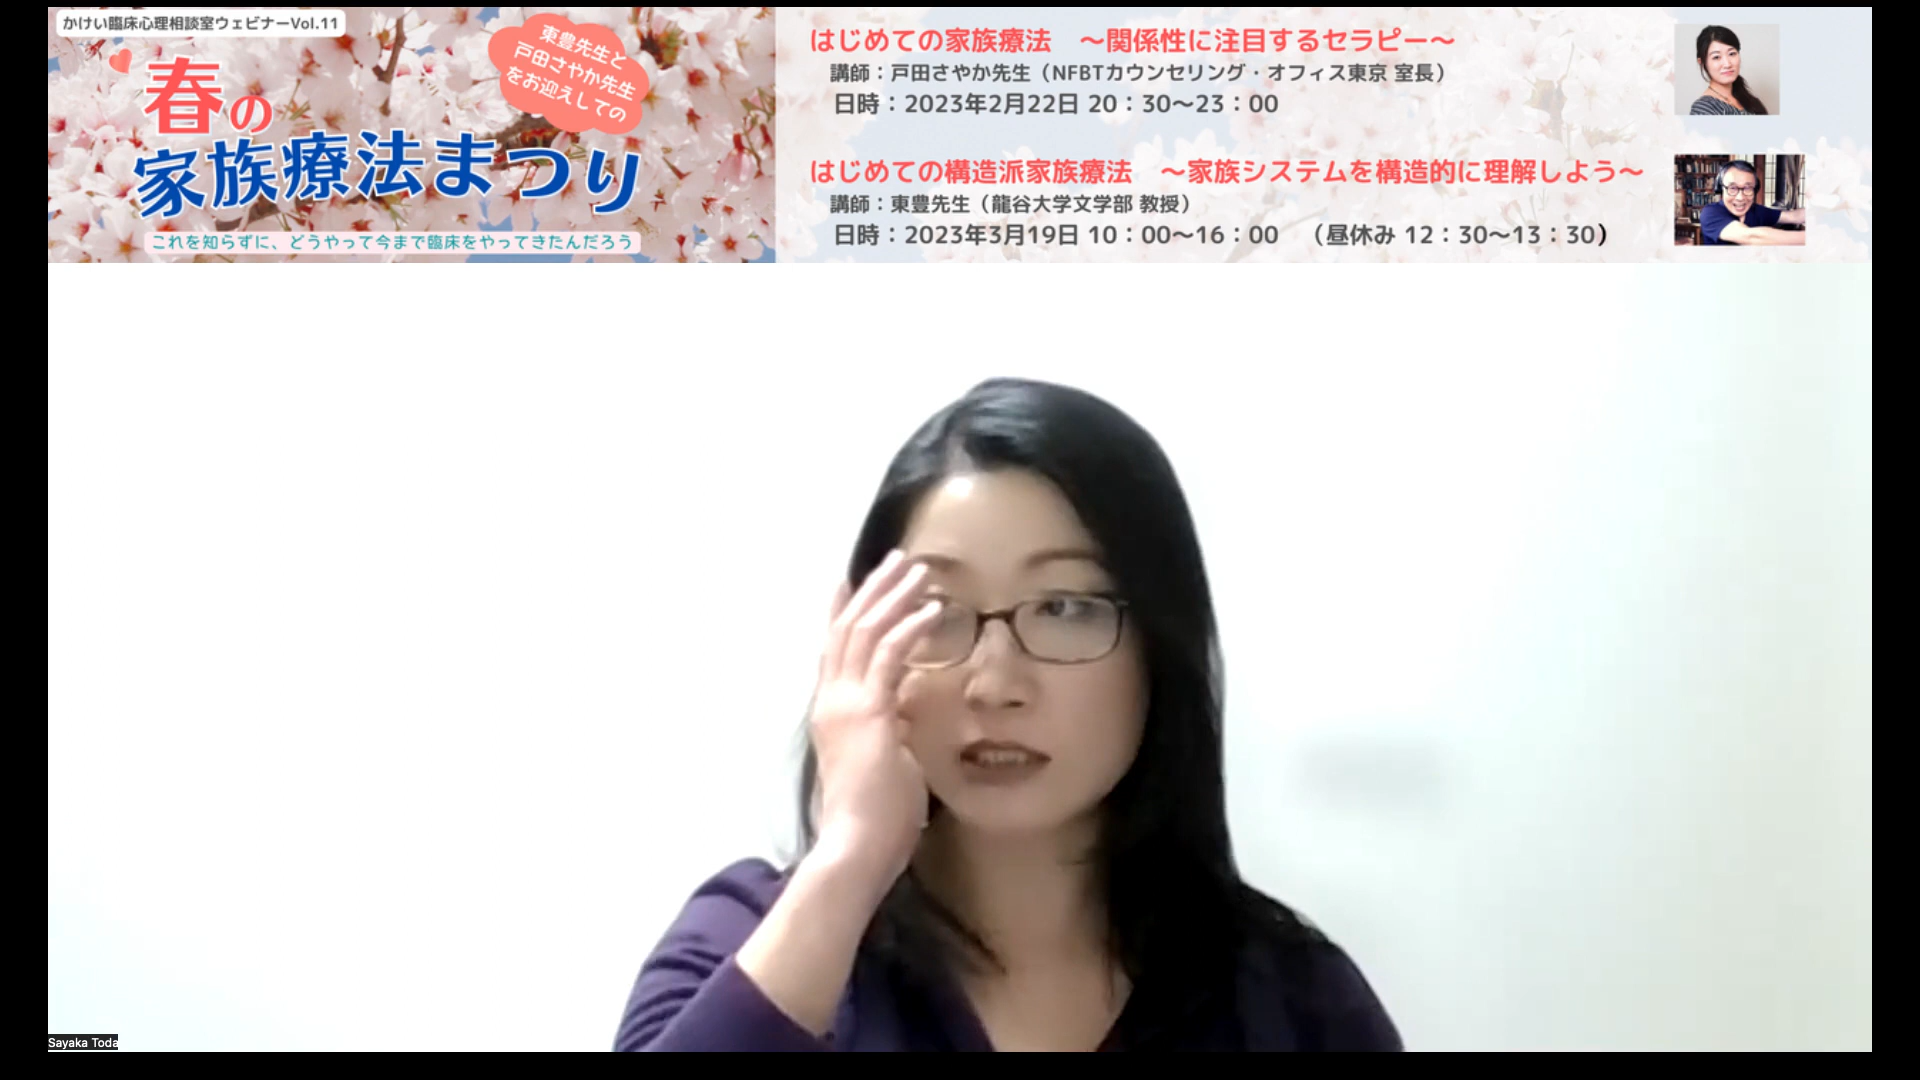 かけい臨床心理相談室ウェビナーVol.11
東豊先生と
戸田さやか先生
をお迎えしての
春の
家族療法まつり
これを知らずに、どうやって今まで臨床をやってきたんだろう
はじめての家族療法　～関係性に注目するセラピー～
講師：戸田さやか先生（NFBTカウンセリング・オフィス東京 室長）
日時：2023年2月22日 20：30～23：00
はじめての構造派家族療法　～家族システムを構造的に理解しよう～
講師：東豊先生（龍谷大学文学部 教授）
日時：2023年3月19日 10：00～16：00　（昼休み 12：30～13：30）
Sayaka Toda